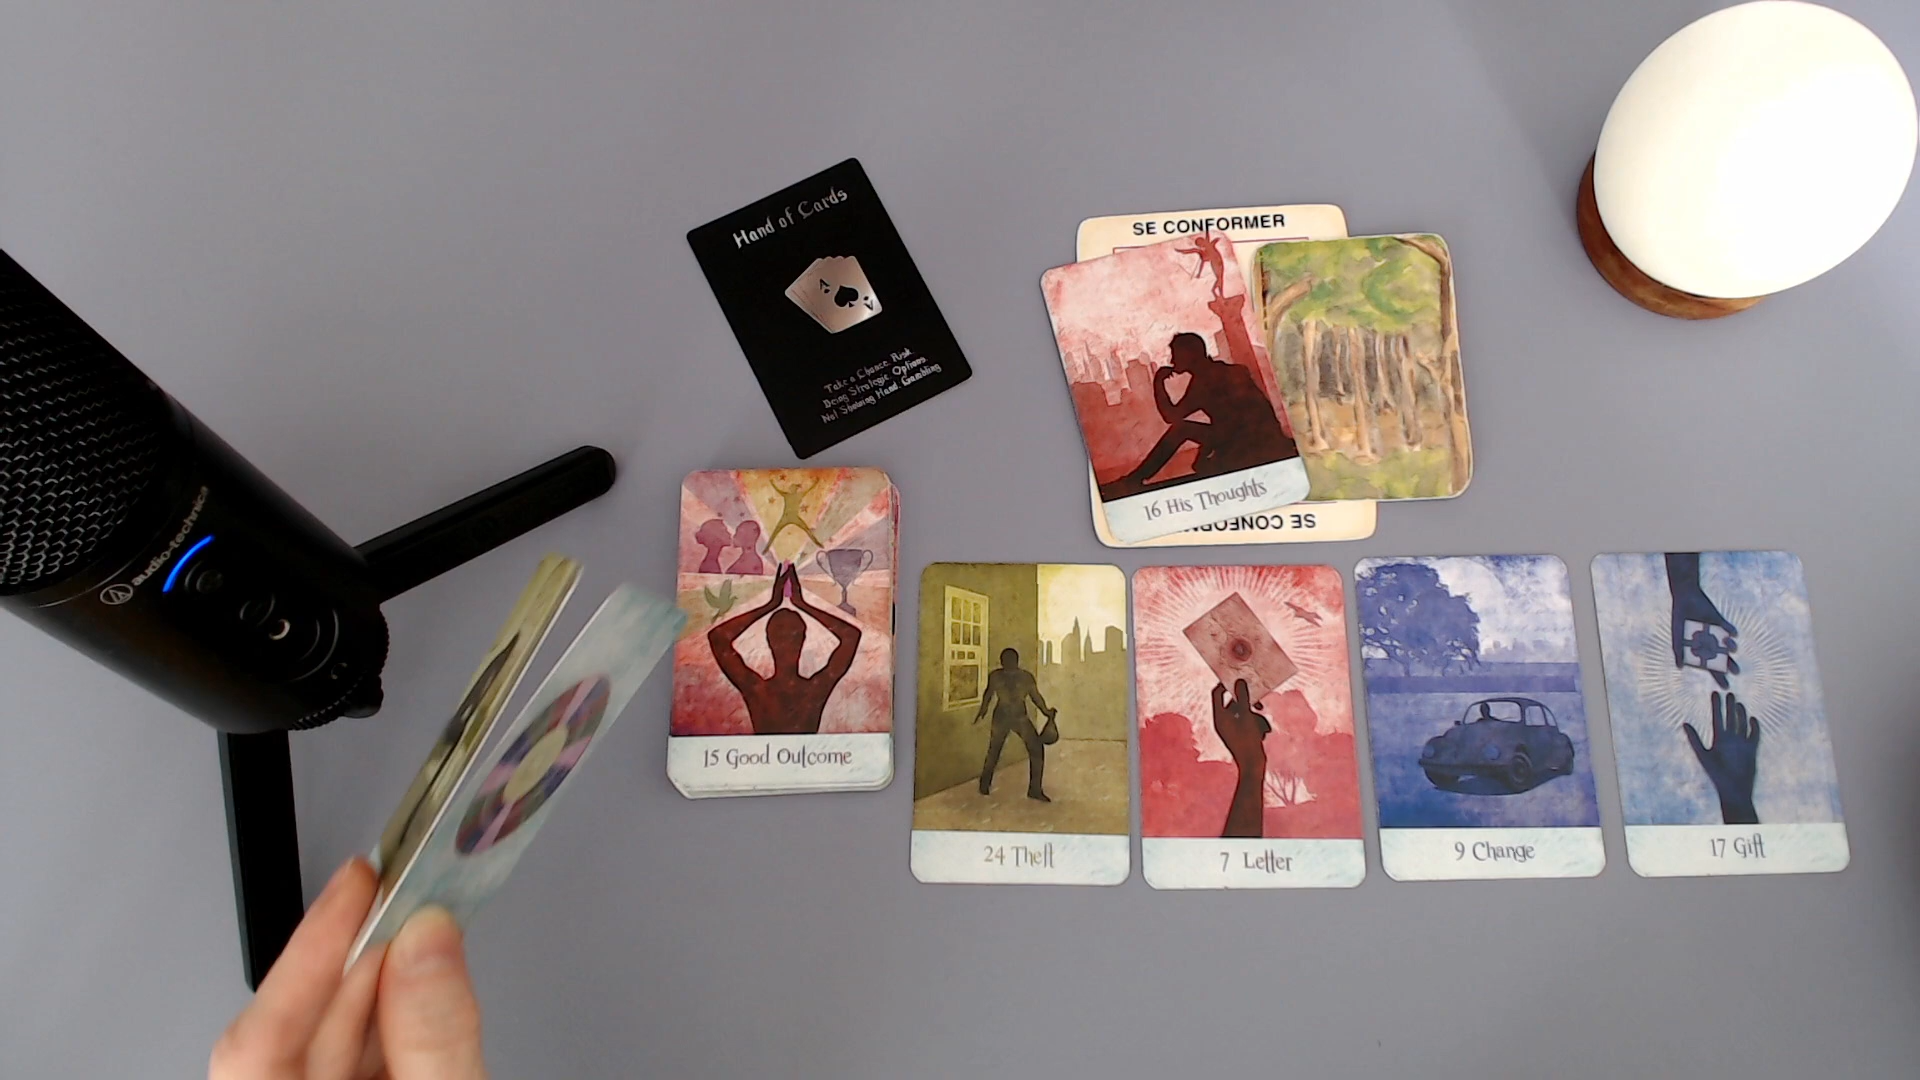 Hand of Cards
A
A
Take a Chance. Risk.
Being Strategic. Options.
Not Showing Hand. Gambling
SE CONFORMER
16 His Thoughts
SE CONFOR
audio-technica
15 Good Outcome
24 Theft
7 Letter
9 Change
17 Gift